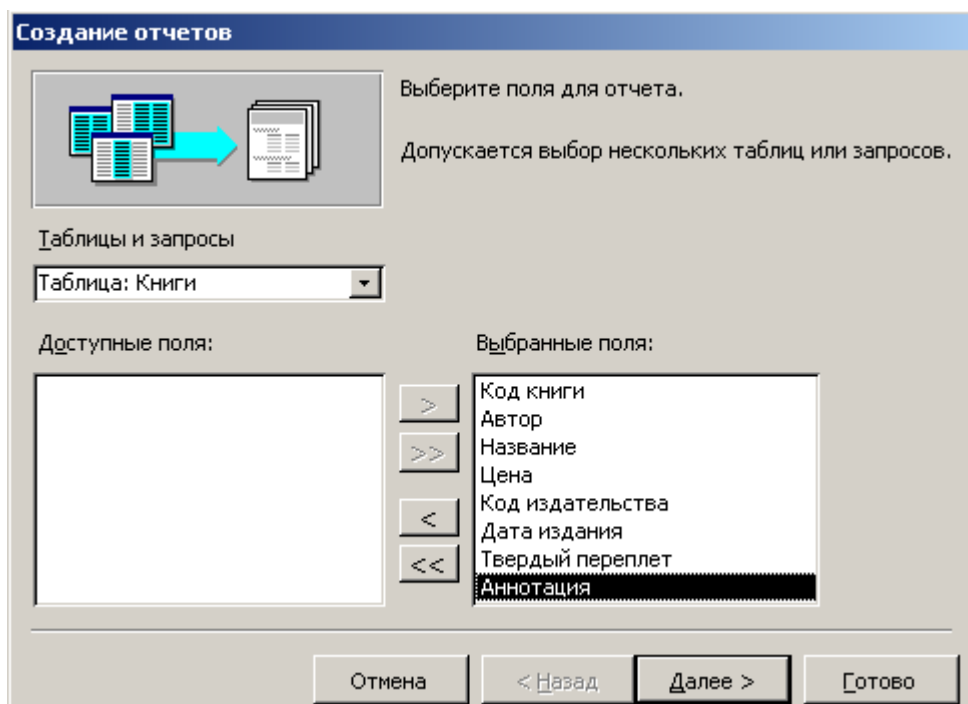 Создание отчетов
Выберите поля для отчета.
Допускается выбор нескольких таблиц или запросов.
Таблицы и запросы
Таблица: Книги
Доступные поля:
Выбранные поля:
Код книги
Автор
Название
Цена
Код издательства
Дата издания
Твердый переплет
Аннотация
>
>>
<
<<
Отмена
< Назад
Далее >
Готово